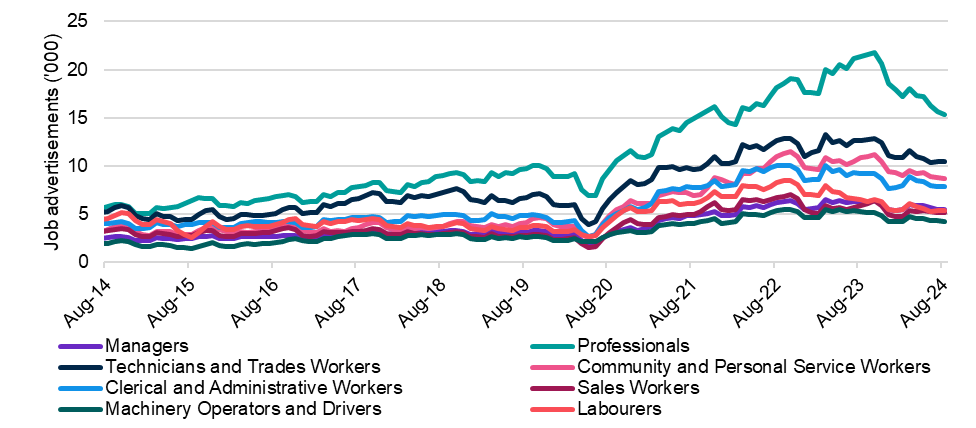 Job advertisements ('000)
25
20
15
10
5
0
Aug-14 Aug-15 Aug-16 Aug-17 Aug-18 Aug-19 Aug-20 Aug-21 Aug-22 Aug-23 Aug-24
Managers Professionals
Technicians and Trades Workers Community and Personal Service Workers
Clerical and Administrative Workers Sales Workers
Machinery Operators and Drivers Labourers